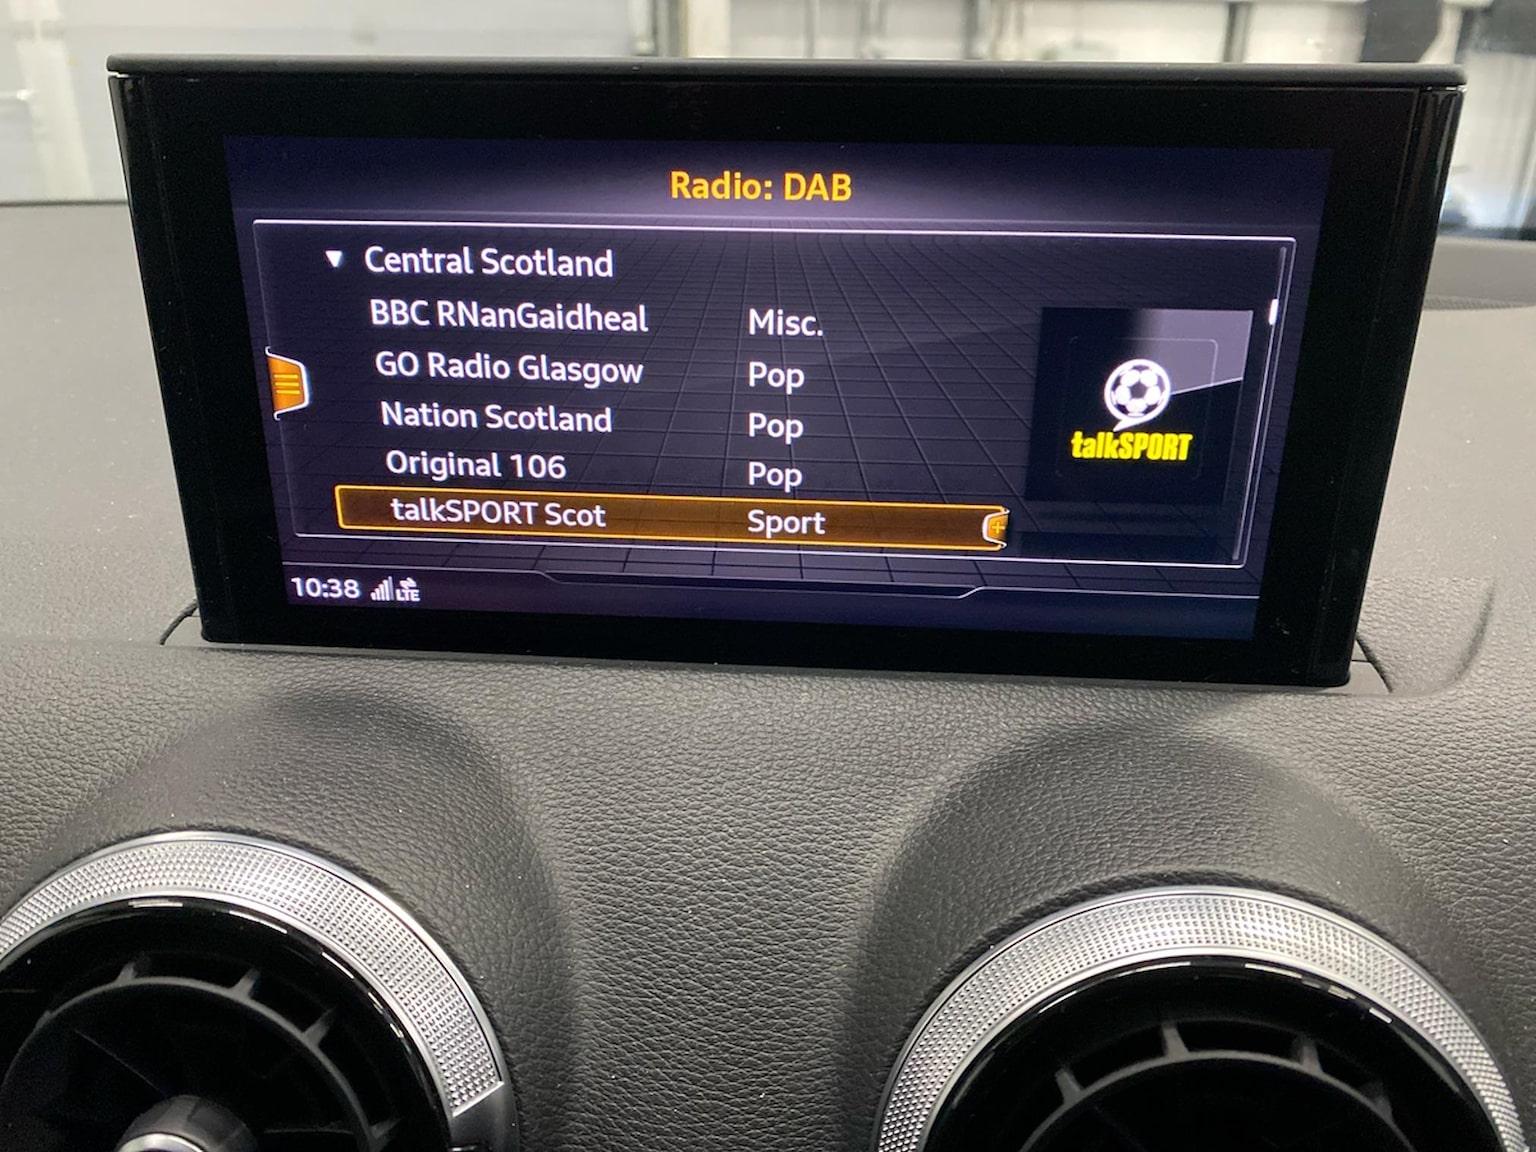 Radio: DAB
Central Scotland
BBC RNanGaidheal Misc.
GO Radio Glasgow Pop
Nation Scotland Pop
Original 106 Pop
talkSPORT Scot Sport
talkSPORT
10:38 LTE